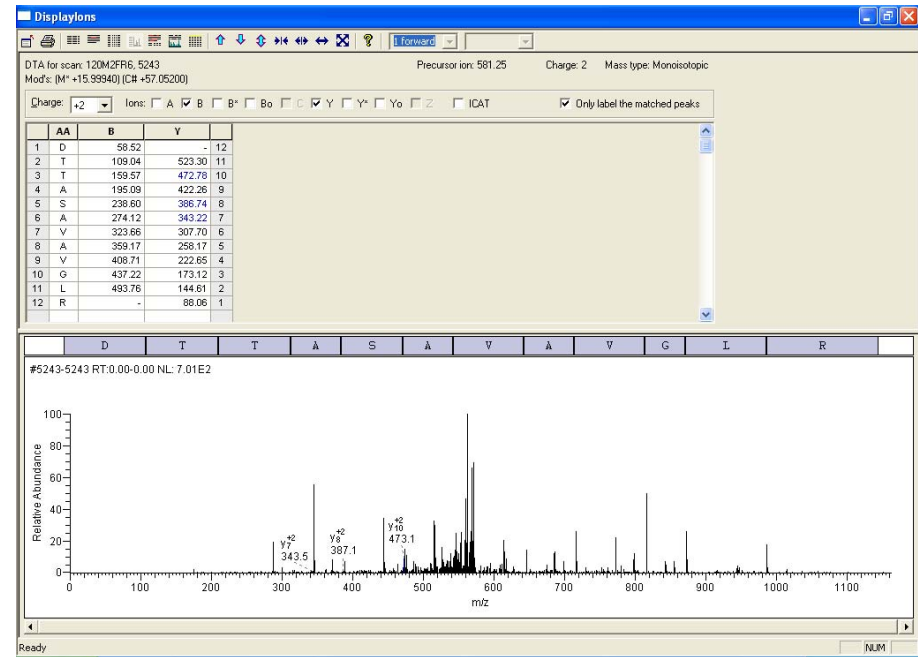 DisplayIons
1 forward
DTA for scan: 120M2FR6, 5243 Precursor ion: 581.25 Charge: 2 Mass type: Monoisotopic
Mod's: (M* +15.99940) (C# +57.05200)
Charge: +2 Ions: A B B* Bo C Y Y* Yo Z ICAT Only label the matched peaks
AA B Y
1 D 58.52 - 12
2 T 109.04 523.30 11
3 T 159.57 472.78 10
4 A 195.09 422.26 9
5 S 238.60 386.74 8
6 A 274.12 343.22 7
7 V 323.66 307.70 6
8 A 359.17 258.17 5
9 V 408.71 222.65 4
10 G 437.22 173.12 3
11 L 493.76 144.61 2
12 R - 88.06 1
D T T A S A V A V G L R
#5243-5243 RT:0.00-0.00 NL: 7.01E2
100
80
60
40
20
0
Relative Abundance
y7+2
343.5
y8+2
387.1
y10+2
473.1
0 100 200 300 400 500 600 700 800 900 1000 1100
m/z
Ready NUM